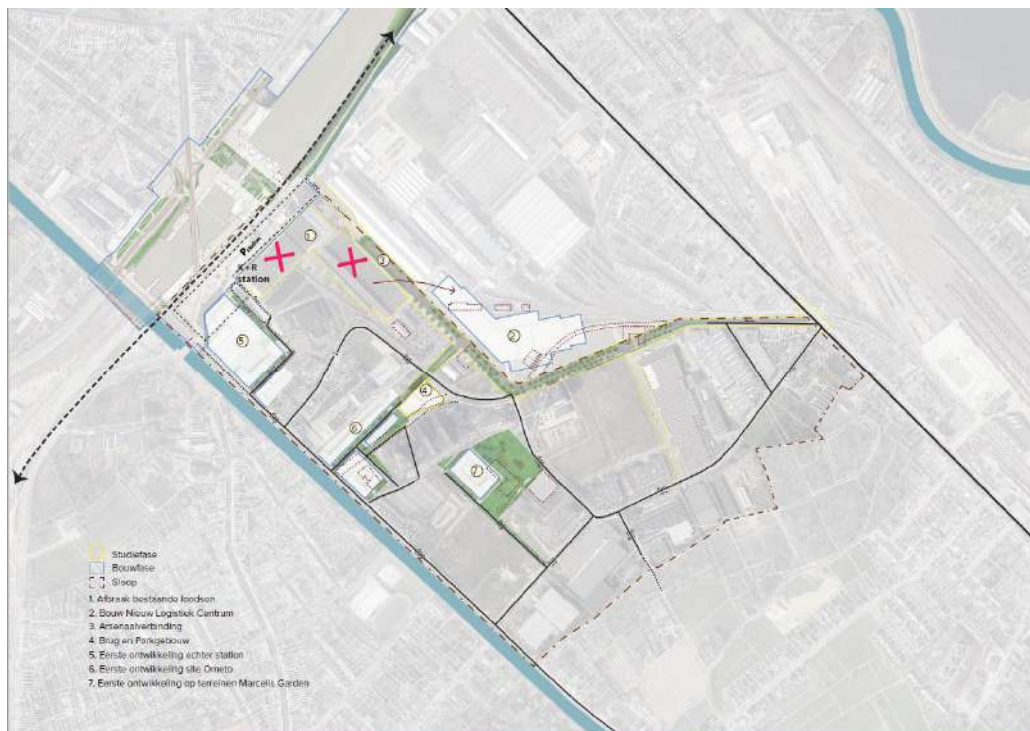 P
K+R
station
1
3
2
5
4
6
Studiefase
Bouwfase
Sloop
1. Afbraak bestaande loodsen
2. Bouw Nieuw Logistiek Centrum
3. Arsenaalverbinding
4. Brug en Parkgebouw
5. Eerste ontwikkeling achter station
6. Eerste ontwikkeling site Ometo
7. Eerste ontwikkeling op terreinen Marcelis Garden